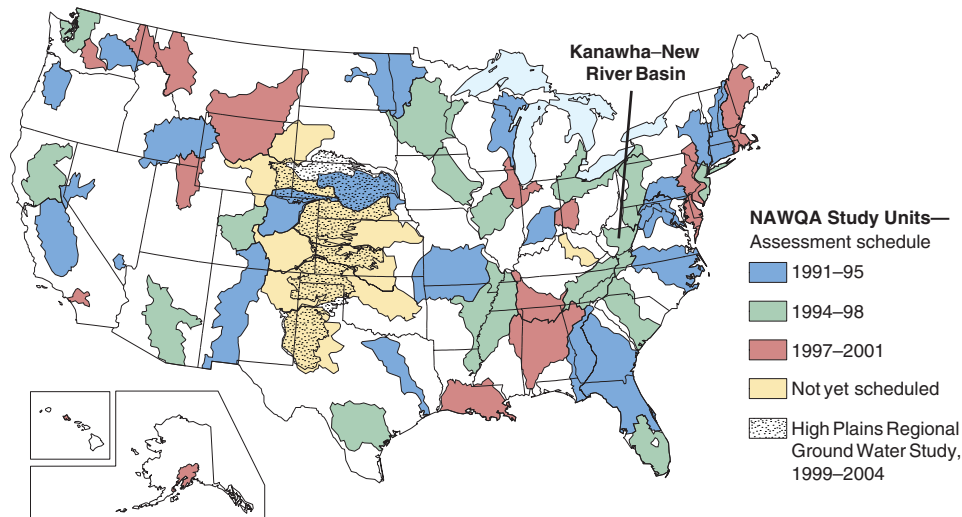 Kanawha–New
River Basin
NAWQA Study Units—
Assessment schedule
1991–95
1994–98
1997–2001
Not yet scheduled
High Plains Regional
Ground Water Study,
1999–2004